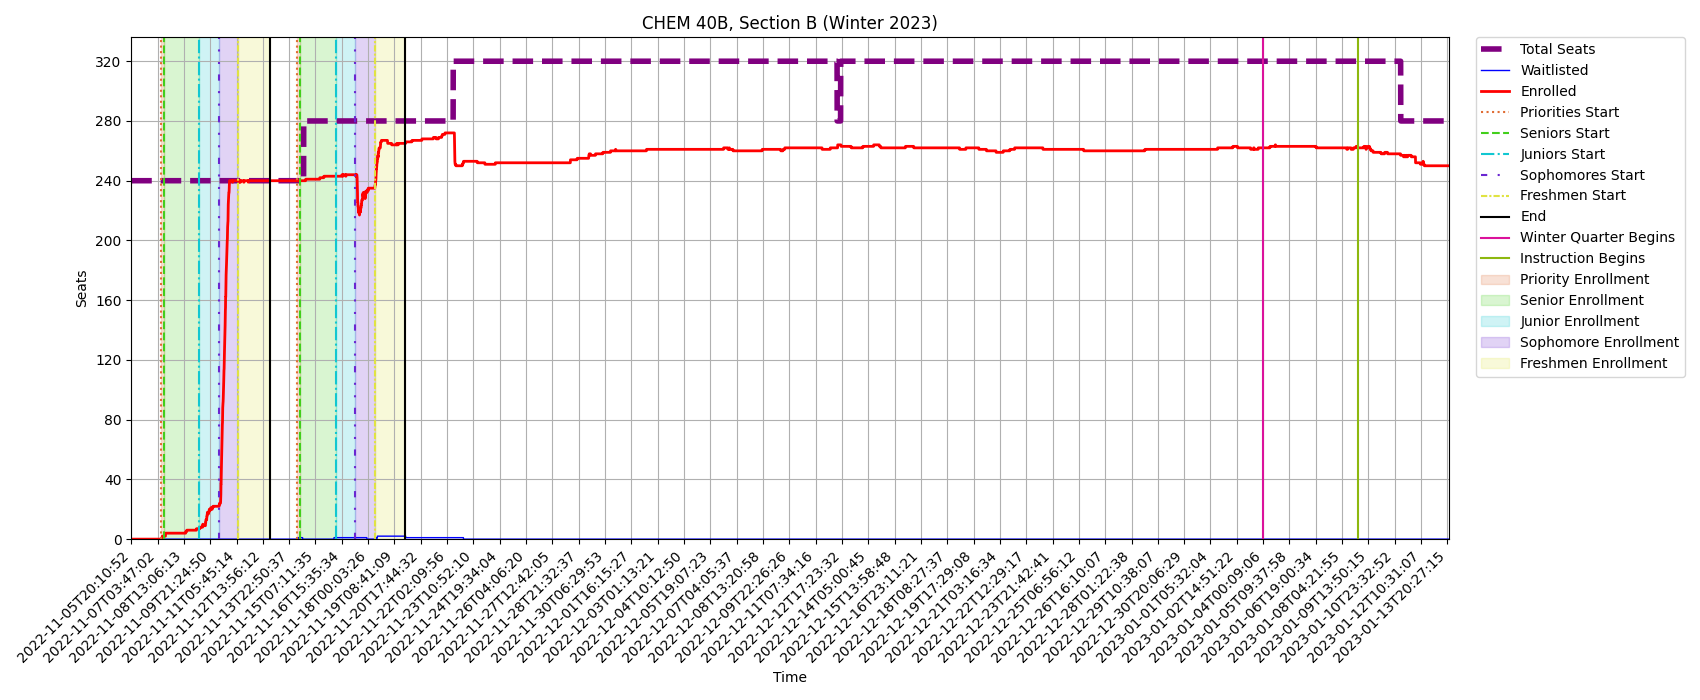 CHEM 40B, Section B (Winter 2023)
Seats
320
280
240
200
160
120
80
40
0
2022-11-05T20:10:52
2022-11-07T03:47:02
2022-11-08T13:06:13
2022-11-09T21:24:50
2022-11-11T05:45:14
2022-11-12T13:56:12
2022-11-13T22:50:37
2022-11-15T07:11:35
2022-11-16T15:35:34
2022-11-18T00:03:26
2022-11-19T08:41:09
2022-11-20T17:44:32
2022-11-22T02:09:56
2022-11-23T10:52:10
2022-11-24T19:34:04
2022-11-26T04:06:20
2022-11-27T12:42:05
2022-11-28T21:32:37
2022-11-30T06:29:53
2022-12-01T16:15:27
2022-12-03T01:13:21
2022-12-04T10:12:50
2022-12-05T19:07:23
2022-12-07T04:05:37
2022-12-08T13:20:58
2022-12-09T22:26:26
2022-12-11T07:34:16
2022-12-12T17:23:32
2022-12-14T05:00:45
2022-12-15T13:58:48
2022-12-16T23:11:21
2022-12-18T08:27:37
2022-12-19T17:29:08
2022-12-21T03:16:34
2022-12-22T12:29:17
2022-12-23T21:42:41
2022-12-25T06:56:12
2022-12-26T16:10:07
2022-12-28T01:22:38
2022-12-29T10:38:07
2022-12-30T20:06:29
2023-01-01T05:32:04
2023-01-02T14:51:22
2023-01-04T00:09:06
2023-01-05T09:37:58
2023-01-06T19:00:34
2023-01-08T04:21:55
2023-01-09T13:50:15
2023-01-10T23:32:52
2023-01-12T10:31:07
2023-01-13T20:27:15
Time
Total Seats
Waitlisted
Enrolled
Priorities Start
Seniors Start
Juniors Start
Sophomores Start
Freshmen Start
End
Winter Quarter Begins
Instruction Begins
Priority Enrollment
Senior Enrollment
Junior Enrollment
Sophomore Enrollment
Freshmen Enrollment